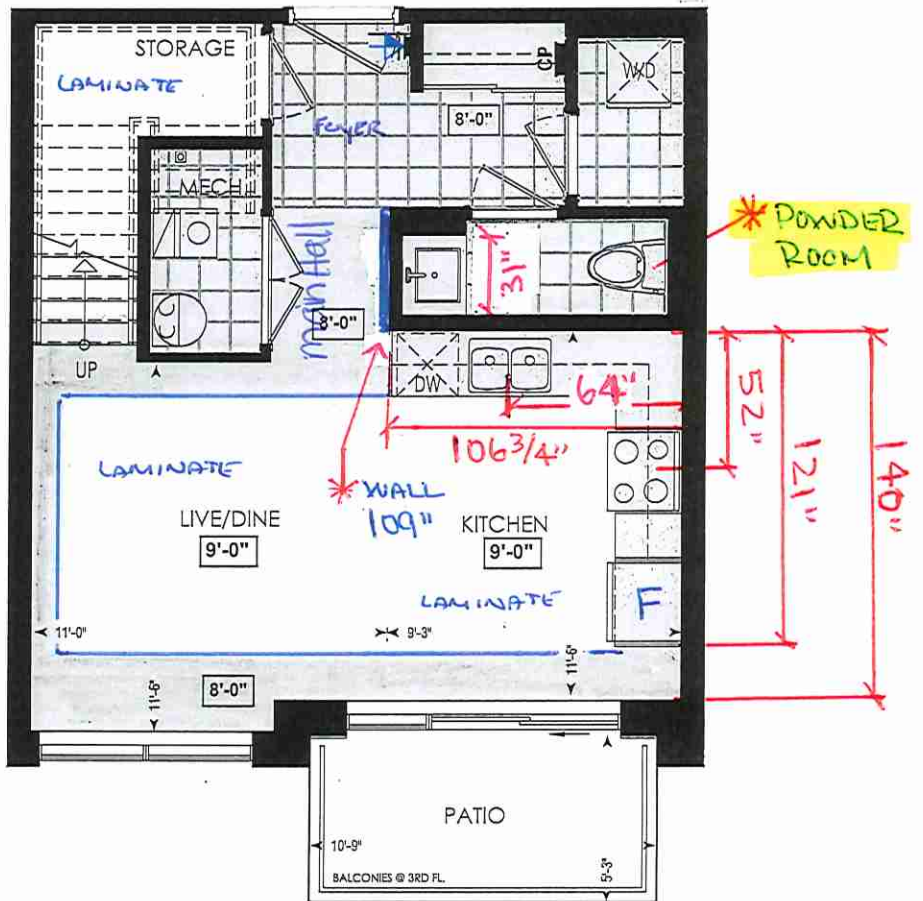 STORAGE
LAMINATE
FOYER
8'-0"
CP
W/D
MECH
main Hall
8'-0"
31"
* POWDER
ROOM
UP
DW
64"
106 3/4"
52"
121"
140"
LAMINATE
* WALL
109"
LIVE/DINE
9'-0"
KITCHEN
9'-0"
LAMINATE
F
11'-0"
9'-3"
11'-6"
8'-0"
11'-6"
PATIO
10'-9"
5'-3"
BALCONIES @ 3RD FL.